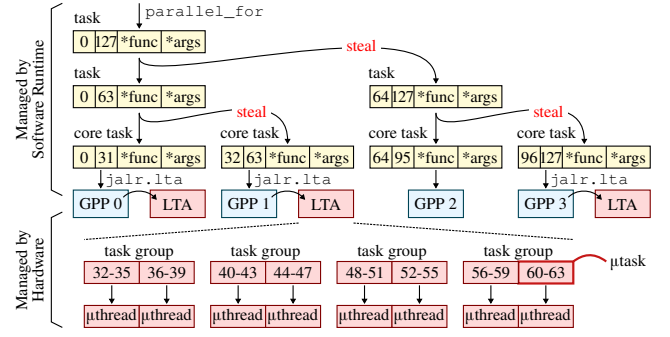 parallel_for
task
0 127 *func *args
steal
task
0 63 *func *args
task
64 127 *func *args
steal
steal
core task
0 31 *func *args
core task
32 63 *func *args
core task
64 95 *func *args
core task
96 127 *func *args
jalr.lta
jalr.lta
jalr.lta
GPP 0
LTA
GPP 1
LTA
GPP 2
GPP 3
LTA
Managed by
Software Runtime
task group
task group
task group
task group
32-35 36-39
40-43 44-47
48-51 52-55
56-59 60-63
μtask
μthread μthread
μthread μthread
μthread μthread
μthread μthread
Managed by
Hardware